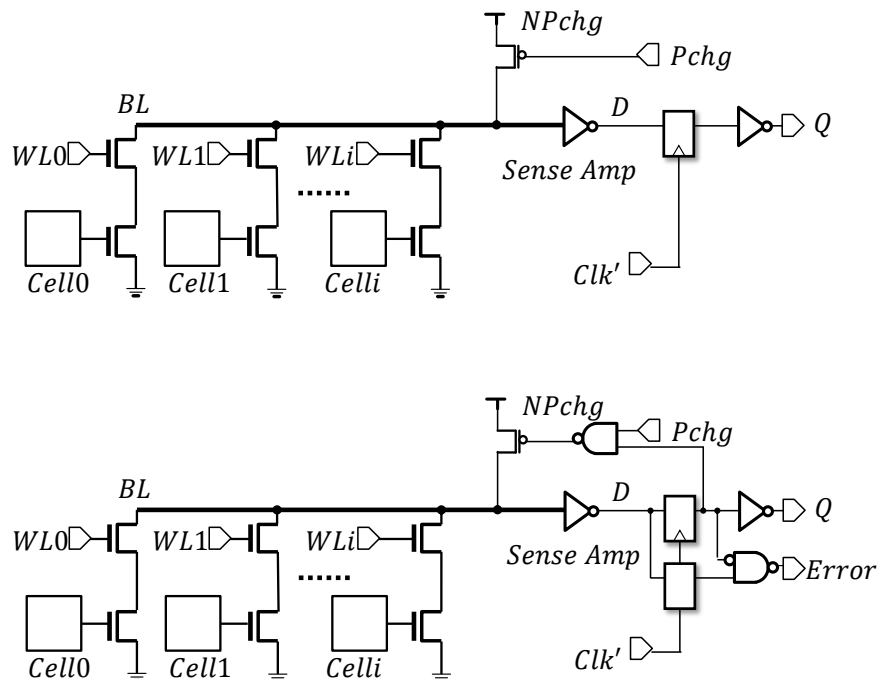 NPchg
Pchg
BL
D
Q
WL0
WL1
WLi
Sense Amp
......
Cell0
Cell1
Celli
Clk′
NPchg
Pchg
BL
D
Q
WL0
WL1
WLi
Sense Amp
Error
......
Cell0
Cell1
Celli
Clk′